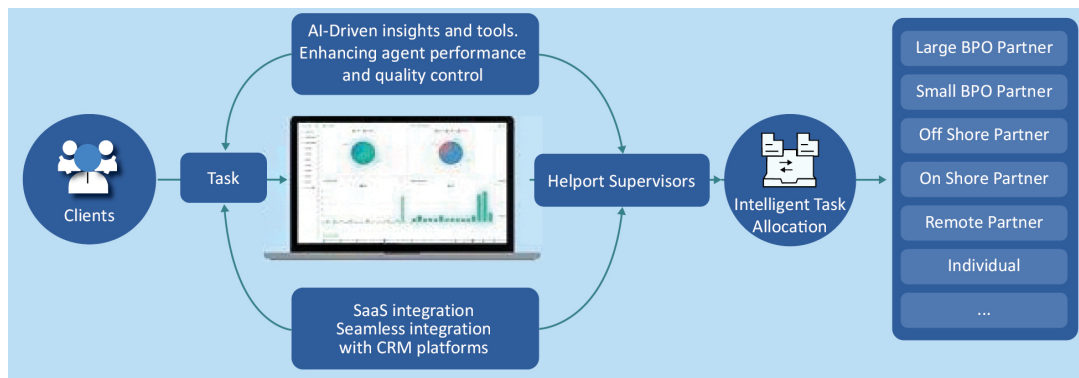 AI-Driven insights and tools.
Enhancing agent performance
and quality control
Clients
Task
Helport Supervisors
Intelligent Task
Allocation
Large BPO Partner
Small BPO Partner
Off Shore Partner
On Shore Partner
Remote Partner
Individual
...
SaaS integration
Seamless integration
with CRM platforms